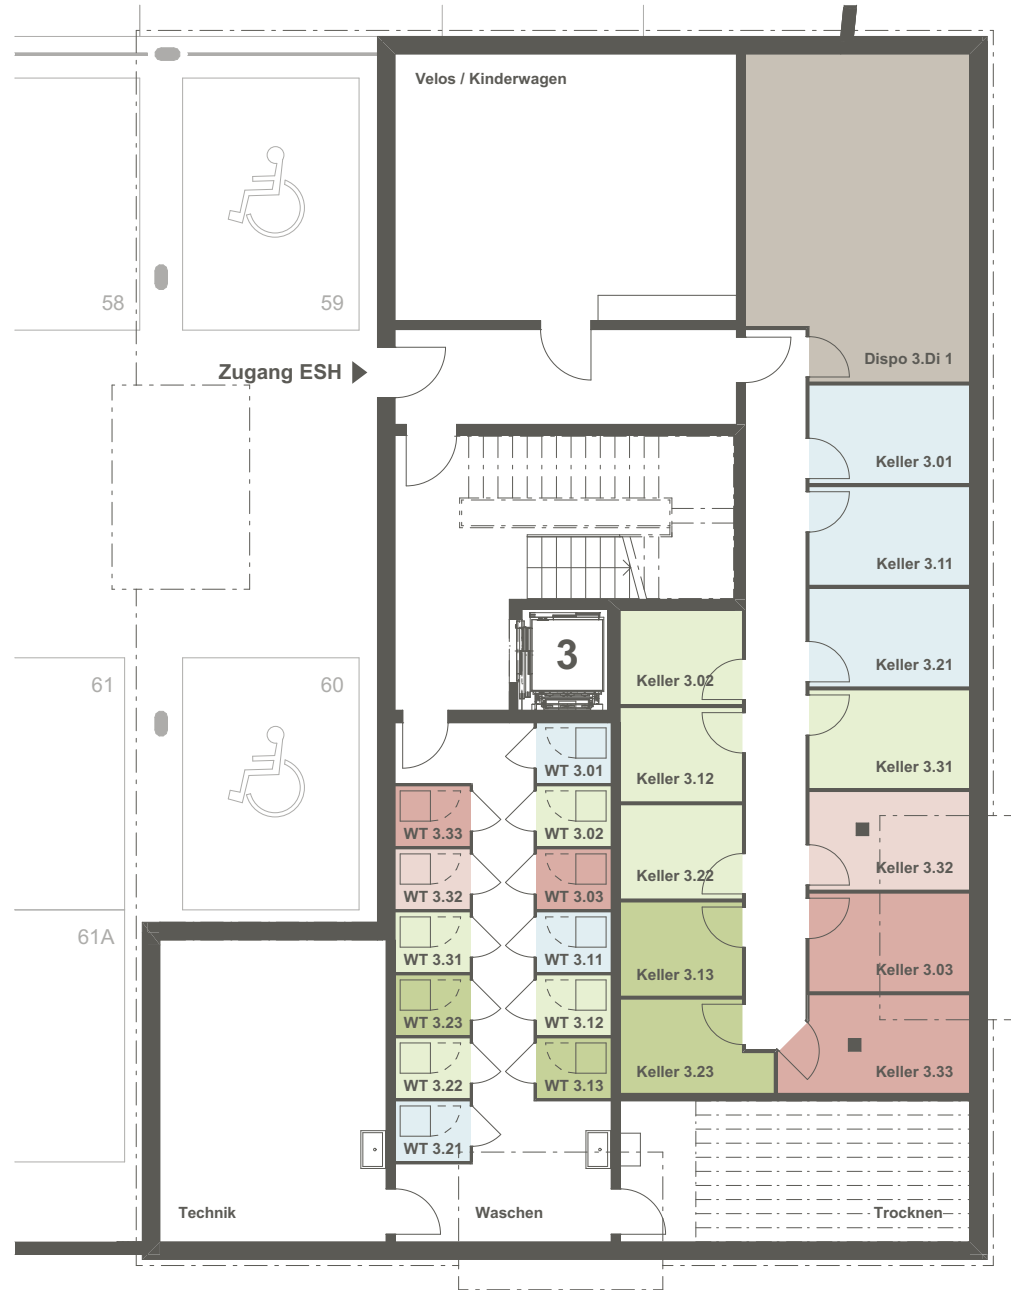 Velos / Kinderwagen
58
59
Zugang ESH
Dispo 3.Di 1
Keller 3.01
Keller 3.11
Keller 3.21
3
61
60
Keller 3.02
Keller 3.12
Keller 3.31
WT 3.01
WT 3.33
WT 3.02
Keller 3.22
Keller 3.32
WT 3.32
WT 3.03
61A
WT 3.31
WT 3.11
Keller 3.13
Keller 3.03
WT 3.23
WT 3.12
Keller 3.23
Keller 3.33
WT 3.22
WT 3.13
WT 3.21
Technik
Waschen
Trocknen